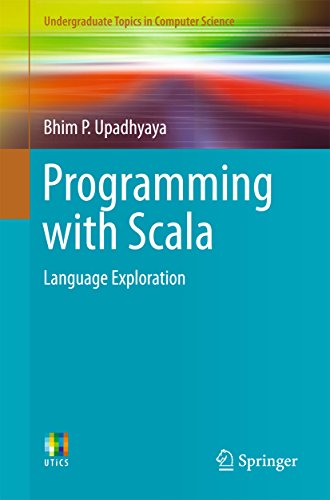 Undergraduate Topics in Computer Science
Bhim P. Upadhyaya
Programming
with Scala
Language Exploration
UTiCS
Springer